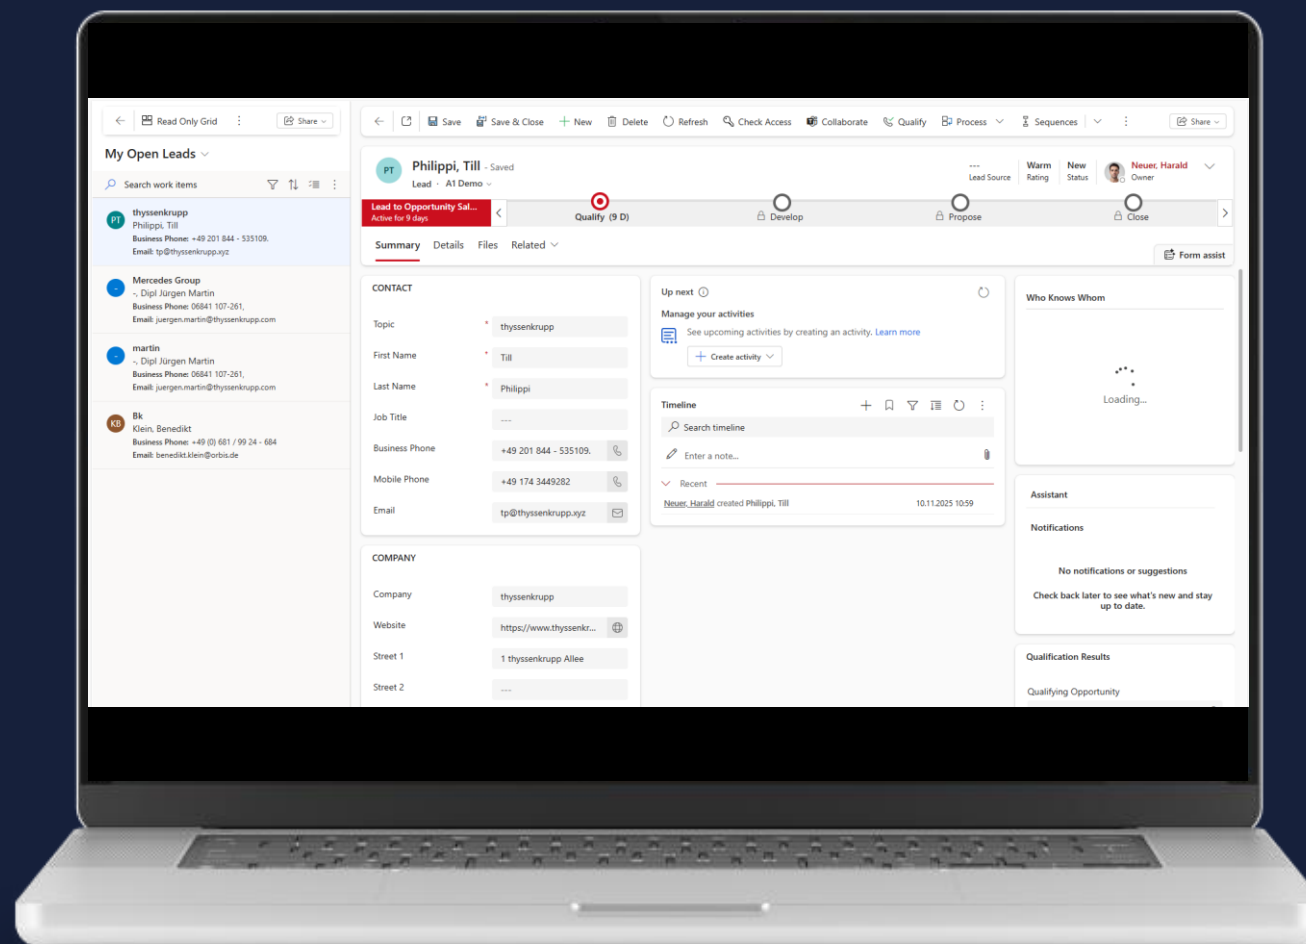 Read Only Grid
Share
My Open Leads
Search work items
PT
thyssenkrupp
Philippi, Till
Business Phone: +49 201 844 - 535109.
Email: tp@thyssenkrupp.xyz
-
Mercedes Group
-, Dipl Jürgen Martin
Business Phone: 06841 107-261,
Email: juergen.martin@thyssenkrupp.com
-
martin
-, Dipl Jürgen Martin
Business Phone: 06841 107-261,
Email: juergen.martin@thyssenkrupp.com
KB
Bk
Klein, Benedikt
Business Phone: +49 (0) 681 / 99 24 - 684
Email: benedikt.klein@orbis.de
Save Save & Close New Delete Refresh Check Access Collaborate Qualify Process Sequences Share
PT
Philippi, Till - Saved
Lead · A1 Demo
---
Lead Source
Warm
Rating
New
Status
Neuer, Harald
Owner
Lead to Opportunity Sal...
Active for 9 days
Qualify (9 D)
Develop
Propose
Close
Summary Details Files Related
Form assist
CONTACT
Topic * thyssenkrupp
First Name * Till
Last Name * Philippi
Job Title ---
Business Phone +49 201 844 - 535109.
Mobile Phone +49 174 3449282
Email tp@thyssenkrupp.xyz
COMPANY
Company thyssenkrupp
Website https://www.thyssenkr...
Street 1 1 thyssenkrupp Allee
Street 2 ---
Up next
Manage your activities
See upcoming activities by creating an activity. Learn more
Create activity
Timeline
Search timeline
Enter a note...
Recent
Neuer, Harald created Philippi, Till 10.11.2025 10:59
Who Knows Whom
Loading...
Assistant
Notifications
No notifications or suggestions
Check back later to see what's new and stay
up to date.
Qualification Results
Qualifying Opportunity